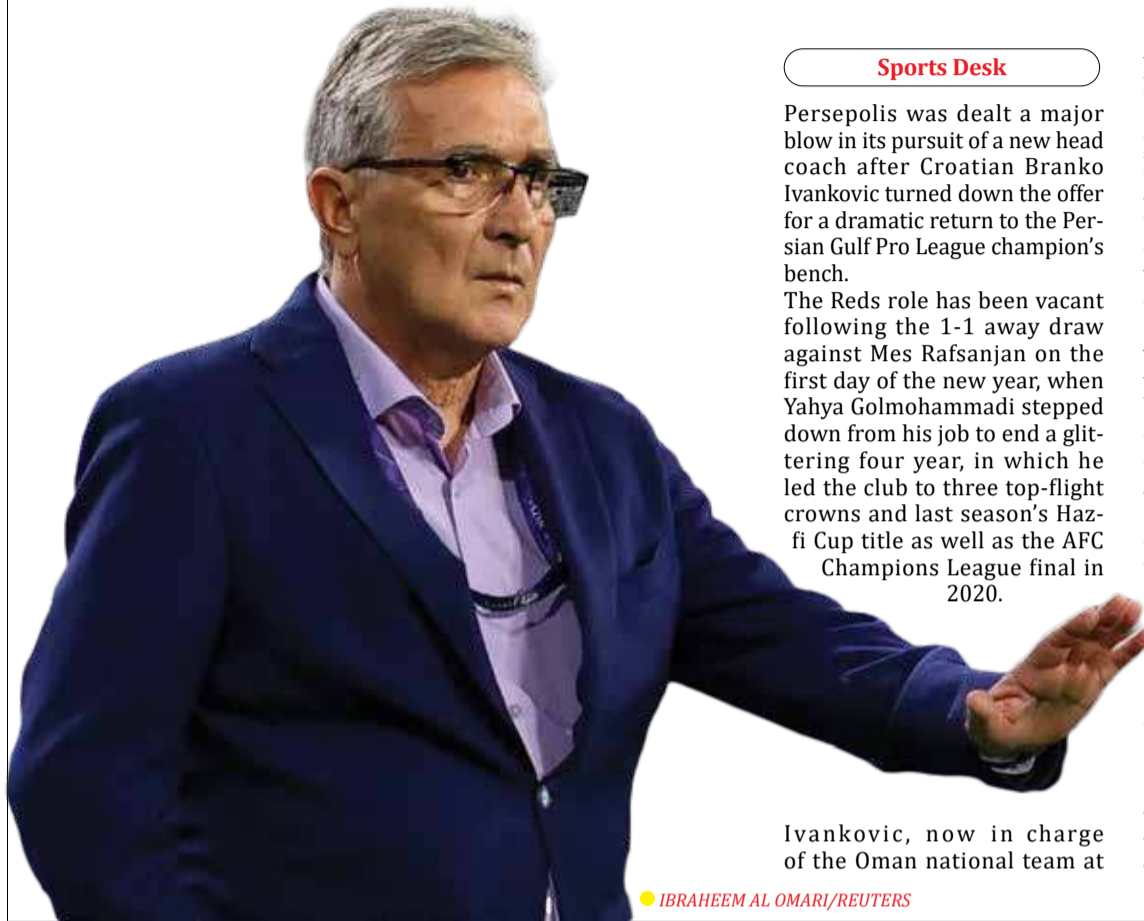 Sports Desk
Persepolis was dealt a major
blow in its pursuit of a new head
coach after Croatian Branko
Ivankovic turned down the offer
for a dramatic return to the Per-
sian Gulf Pro League champion’s
bench.
The Reds role has been vacant
following the 1-1 away draw
against Mes Rafsanjan on the
first day of the new year, when
Yahya Golmohammadi stepped
down from his job to end a glit-
tering four year, in which he
led the club to three top-flight
crowns and last season’s Haz-
fi Cup title as well as the AFC
Champions League final in
2020.
Ivankovic, now in charge
of the Oman national team at
IBRAHEEM AL OMARI/REUTERS